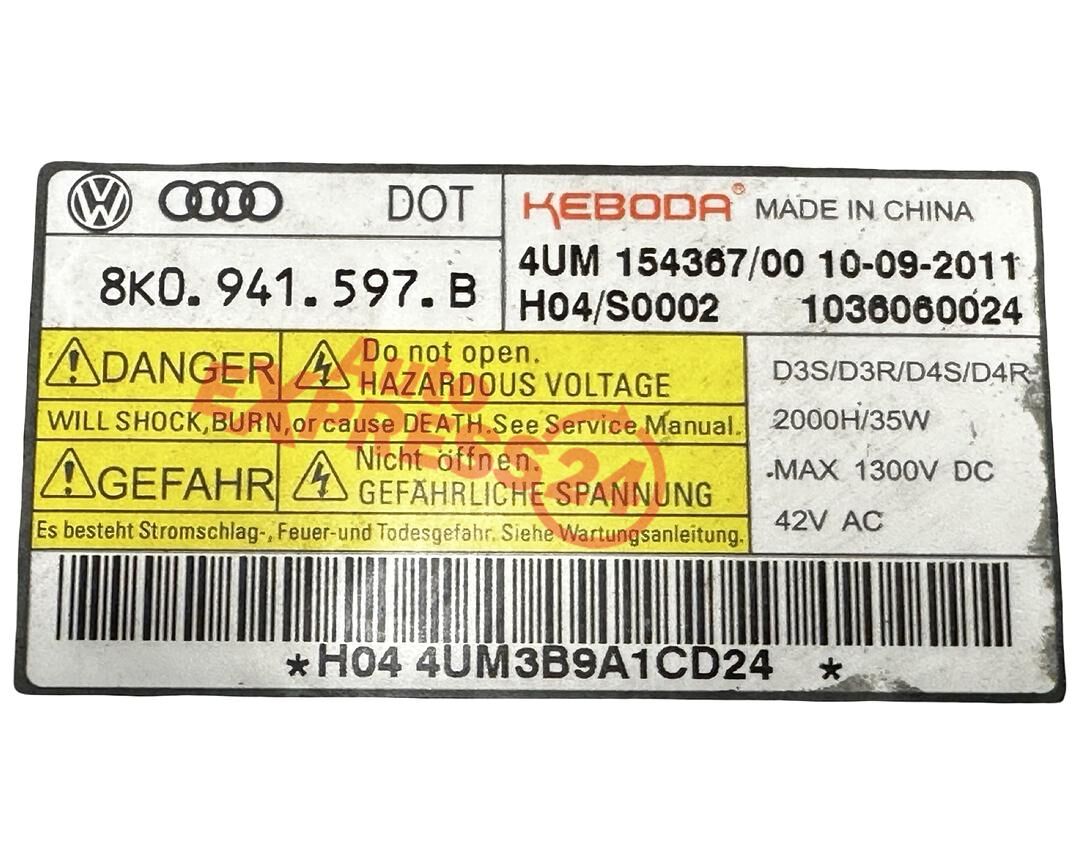 DOT
KEBODA® MADE IN CHINA
8K0. 941. 597. B
4UM 154367/00 10-09-2011
H04/S0002 1036060024
DANGER
Do not open.
HAZARDOUS VOLTAGE
WILL SHOCK, BURN, or cause DEATH. See Service Manual.
GEFAHR
Nicht öffnen.
GEFÄHRLICHE SPANNUNG
Es besteht Stromschlag-, Feuer-und Todesgefahr. Siehe Wartungsanleitung.
D3S/D3R/D4S/D4R
2000H/35W
MAX 1300V DC
42V AC
*H04 4UM3B9A1CD24 *
Auto
EXPRESS24